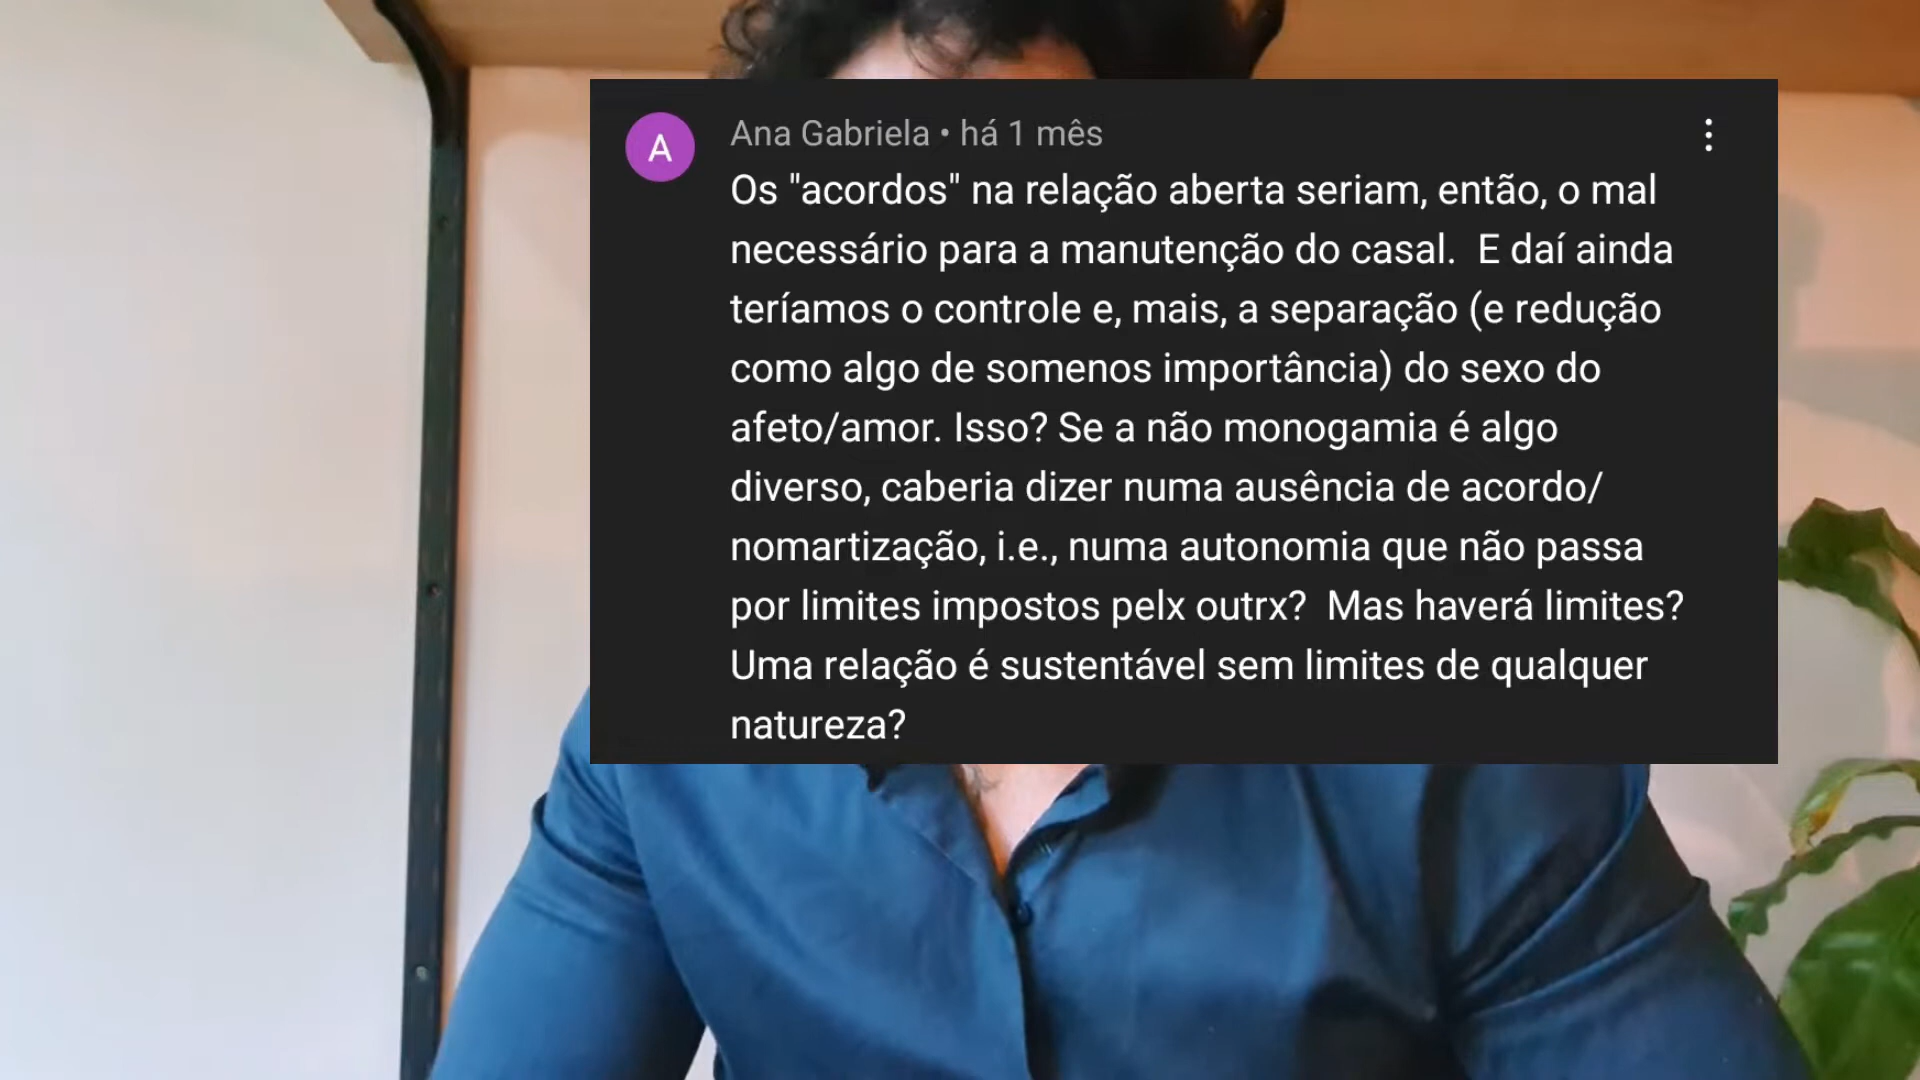 A
Ana Gabriela • há 1 mês
Os "acordos" na relação aberta seriam, então, o mal
necessário para a manutenção do casal.  E daí ainda
teríamos o controle e, mais, a separação (e redução
como algo de somenos importância) do sexo do
afeto/amor. Isso? Se a não monogamia é algo
diverso, caberia dizer numa ausência de acordo/
nomartização, i.e., numa autonomia que não passa
por limites impostos pelx outrx?  Mas haverá limites?
Uma relação é sustentável sem limites de qualquer
natureza?